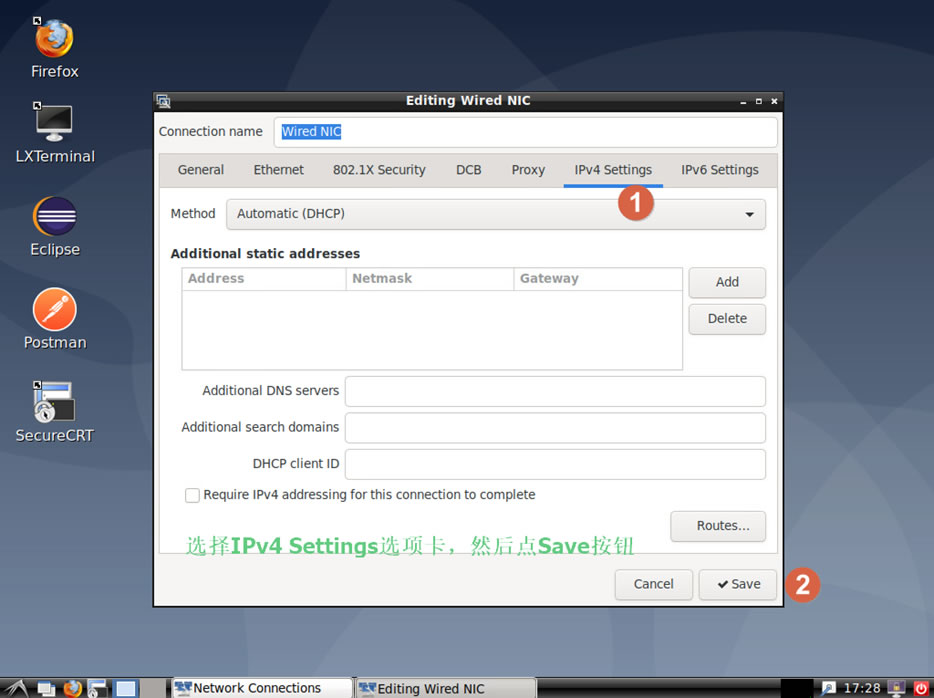 Firefox
LXTerminal
Eclipse
Postman
SecureCRT
Editing Wired NIC
Connection name Wired NIC
General Ethernet 802.1X Security DCB Proxy IPv4 Settings IPv6 Settings
1
Method Automatic (DHCP)
Additional static addresses
Address Netmask Gateway
Add
Delete
Additional DNS servers
Additional search domains
DHCP client ID
Require IPv4 addressing for this connection to complete
Routes...
选择IPv4 Settings选项卡，然后点Save按钮
Cancel Save 2
Network Connections Editing Wired NIC 17:28